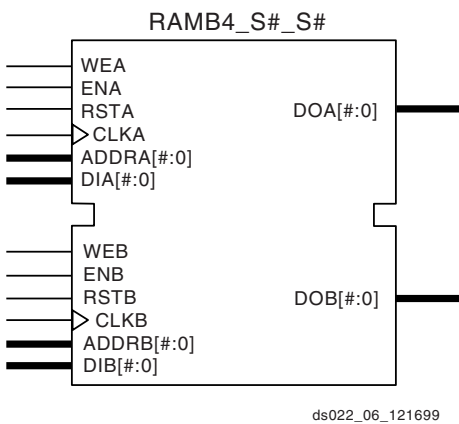 RAMB4_S#_S#
WEA
ENA
RSTA
CLKA
ADDRA[#:0]
DIA[#:0]
DOA[#:0]
WEB
ENB
RSTB
CLKB
ADDRB[#:0]
DIB[#:0]
DOB[#:0]
ds022_06_121699